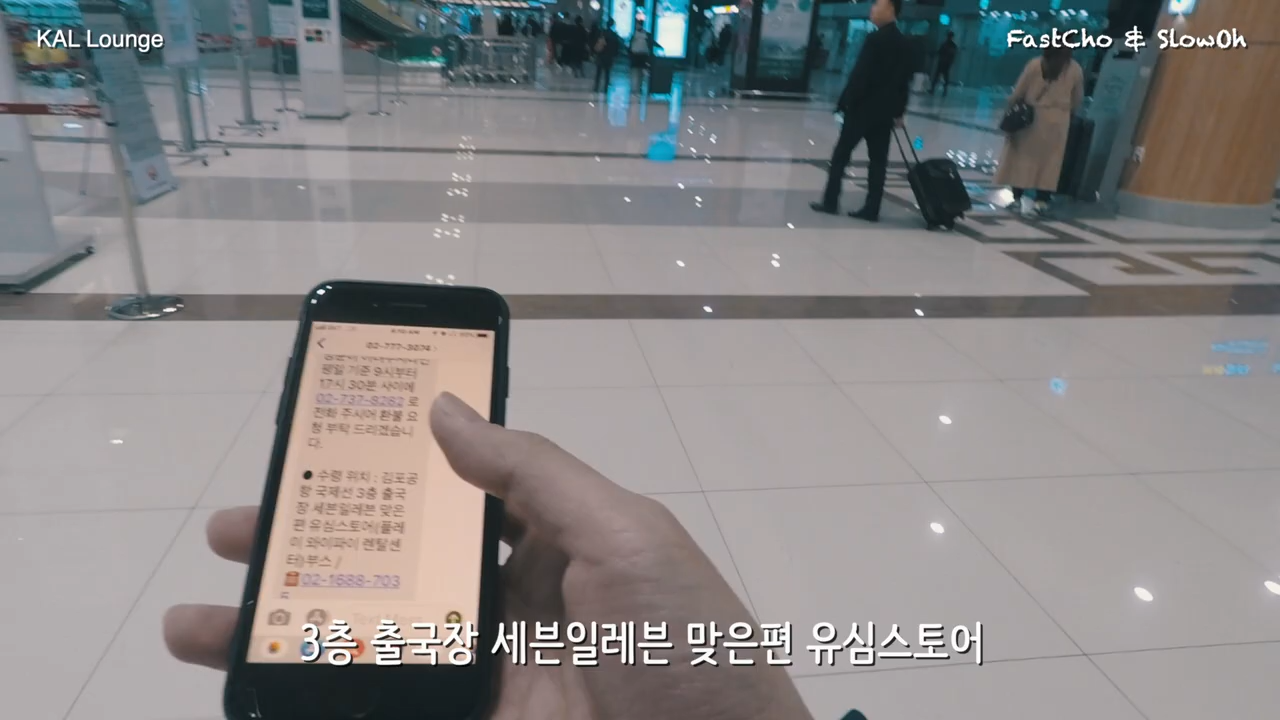 KAL Lounge
FastCho & Slow0h
02-777-3074
평일 기준 9시부터
17시 30분 사이에
02-737-8282 로
전화 주시어 환불 요
청 부탁 드리겠습니
다.
● 수령 위치 : 김포공
항 국제선 3층 출국
장 세븐일레븐 맞은
편 유심스토어(플레
이 와이파이 렌탈센
터)부스 /
☎02-1688-703
3층 출국장 세븐일레븐 맞은편 유심스토어